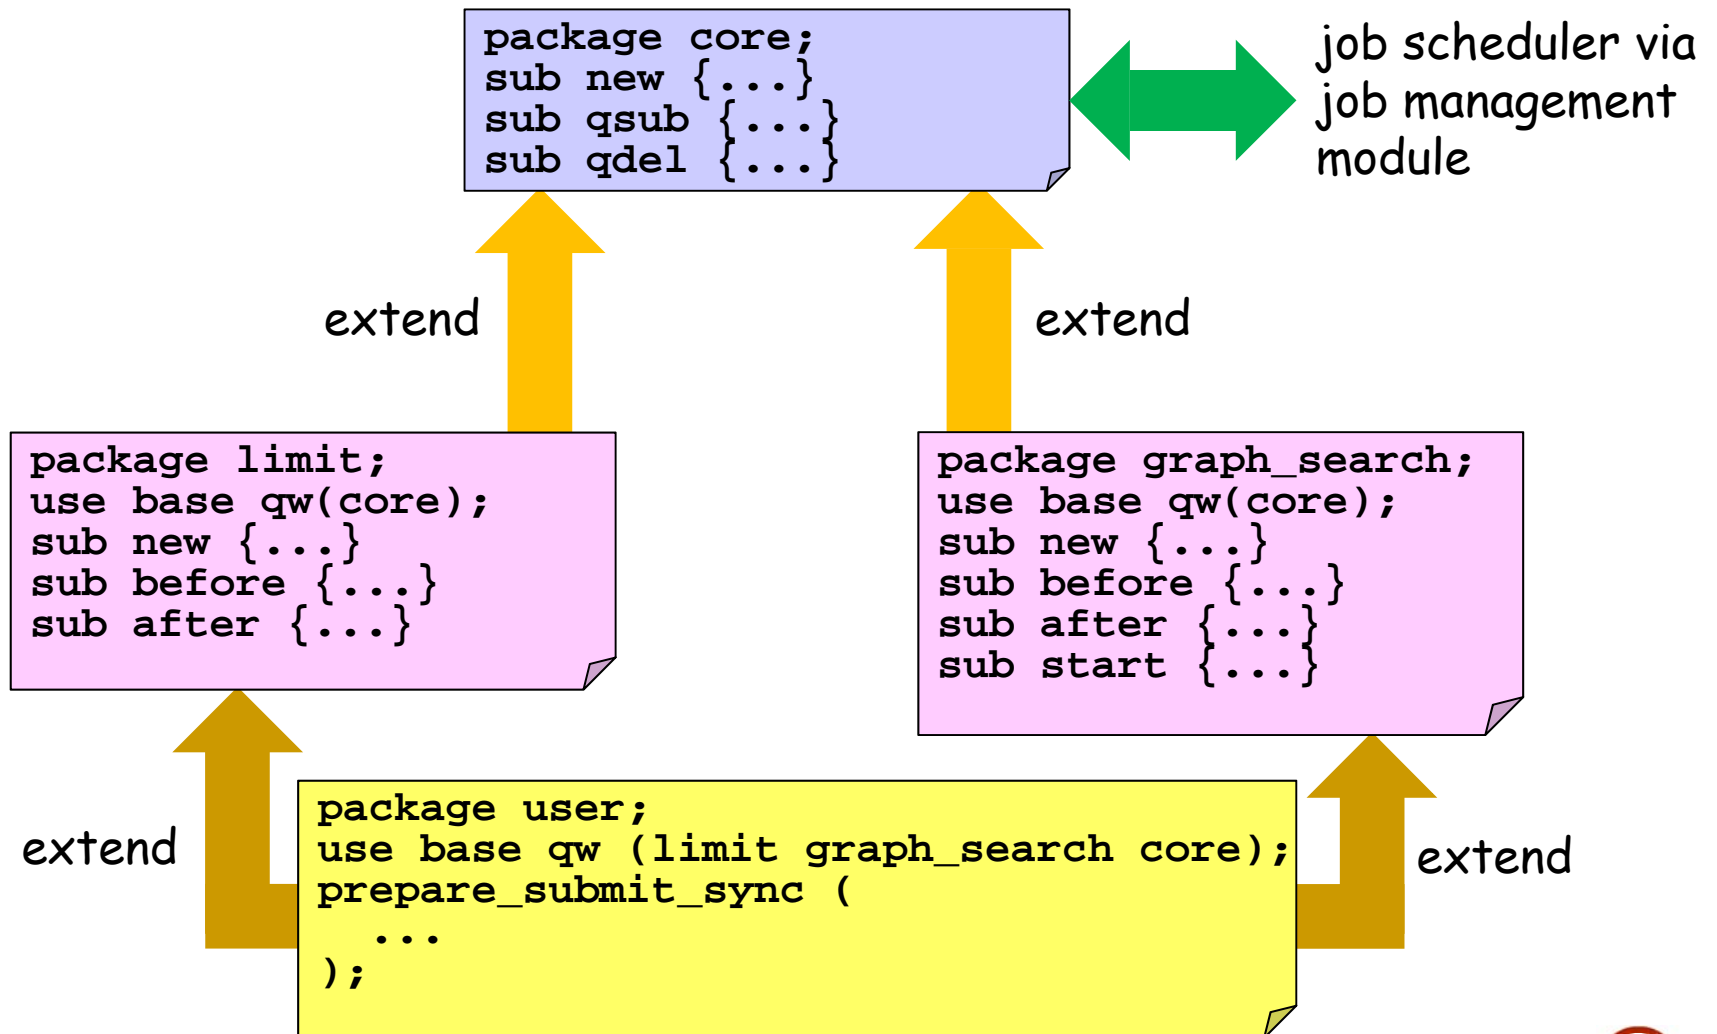 package core;
sub new {...}
sub qsub {...}
sub qdel {...}
job scheduler via
job management
module
extend
extend
package limit;
use base qw(core);
sub new {...}
sub before {...}
sub after {...}
package graph_search;
use base qw(core);
sub new {...}
sub before {...}
sub after {...}
sub start {...}
extend
package user;
use base qw (limit graph_search core);
prepare_submit_sync (
...
);
extend